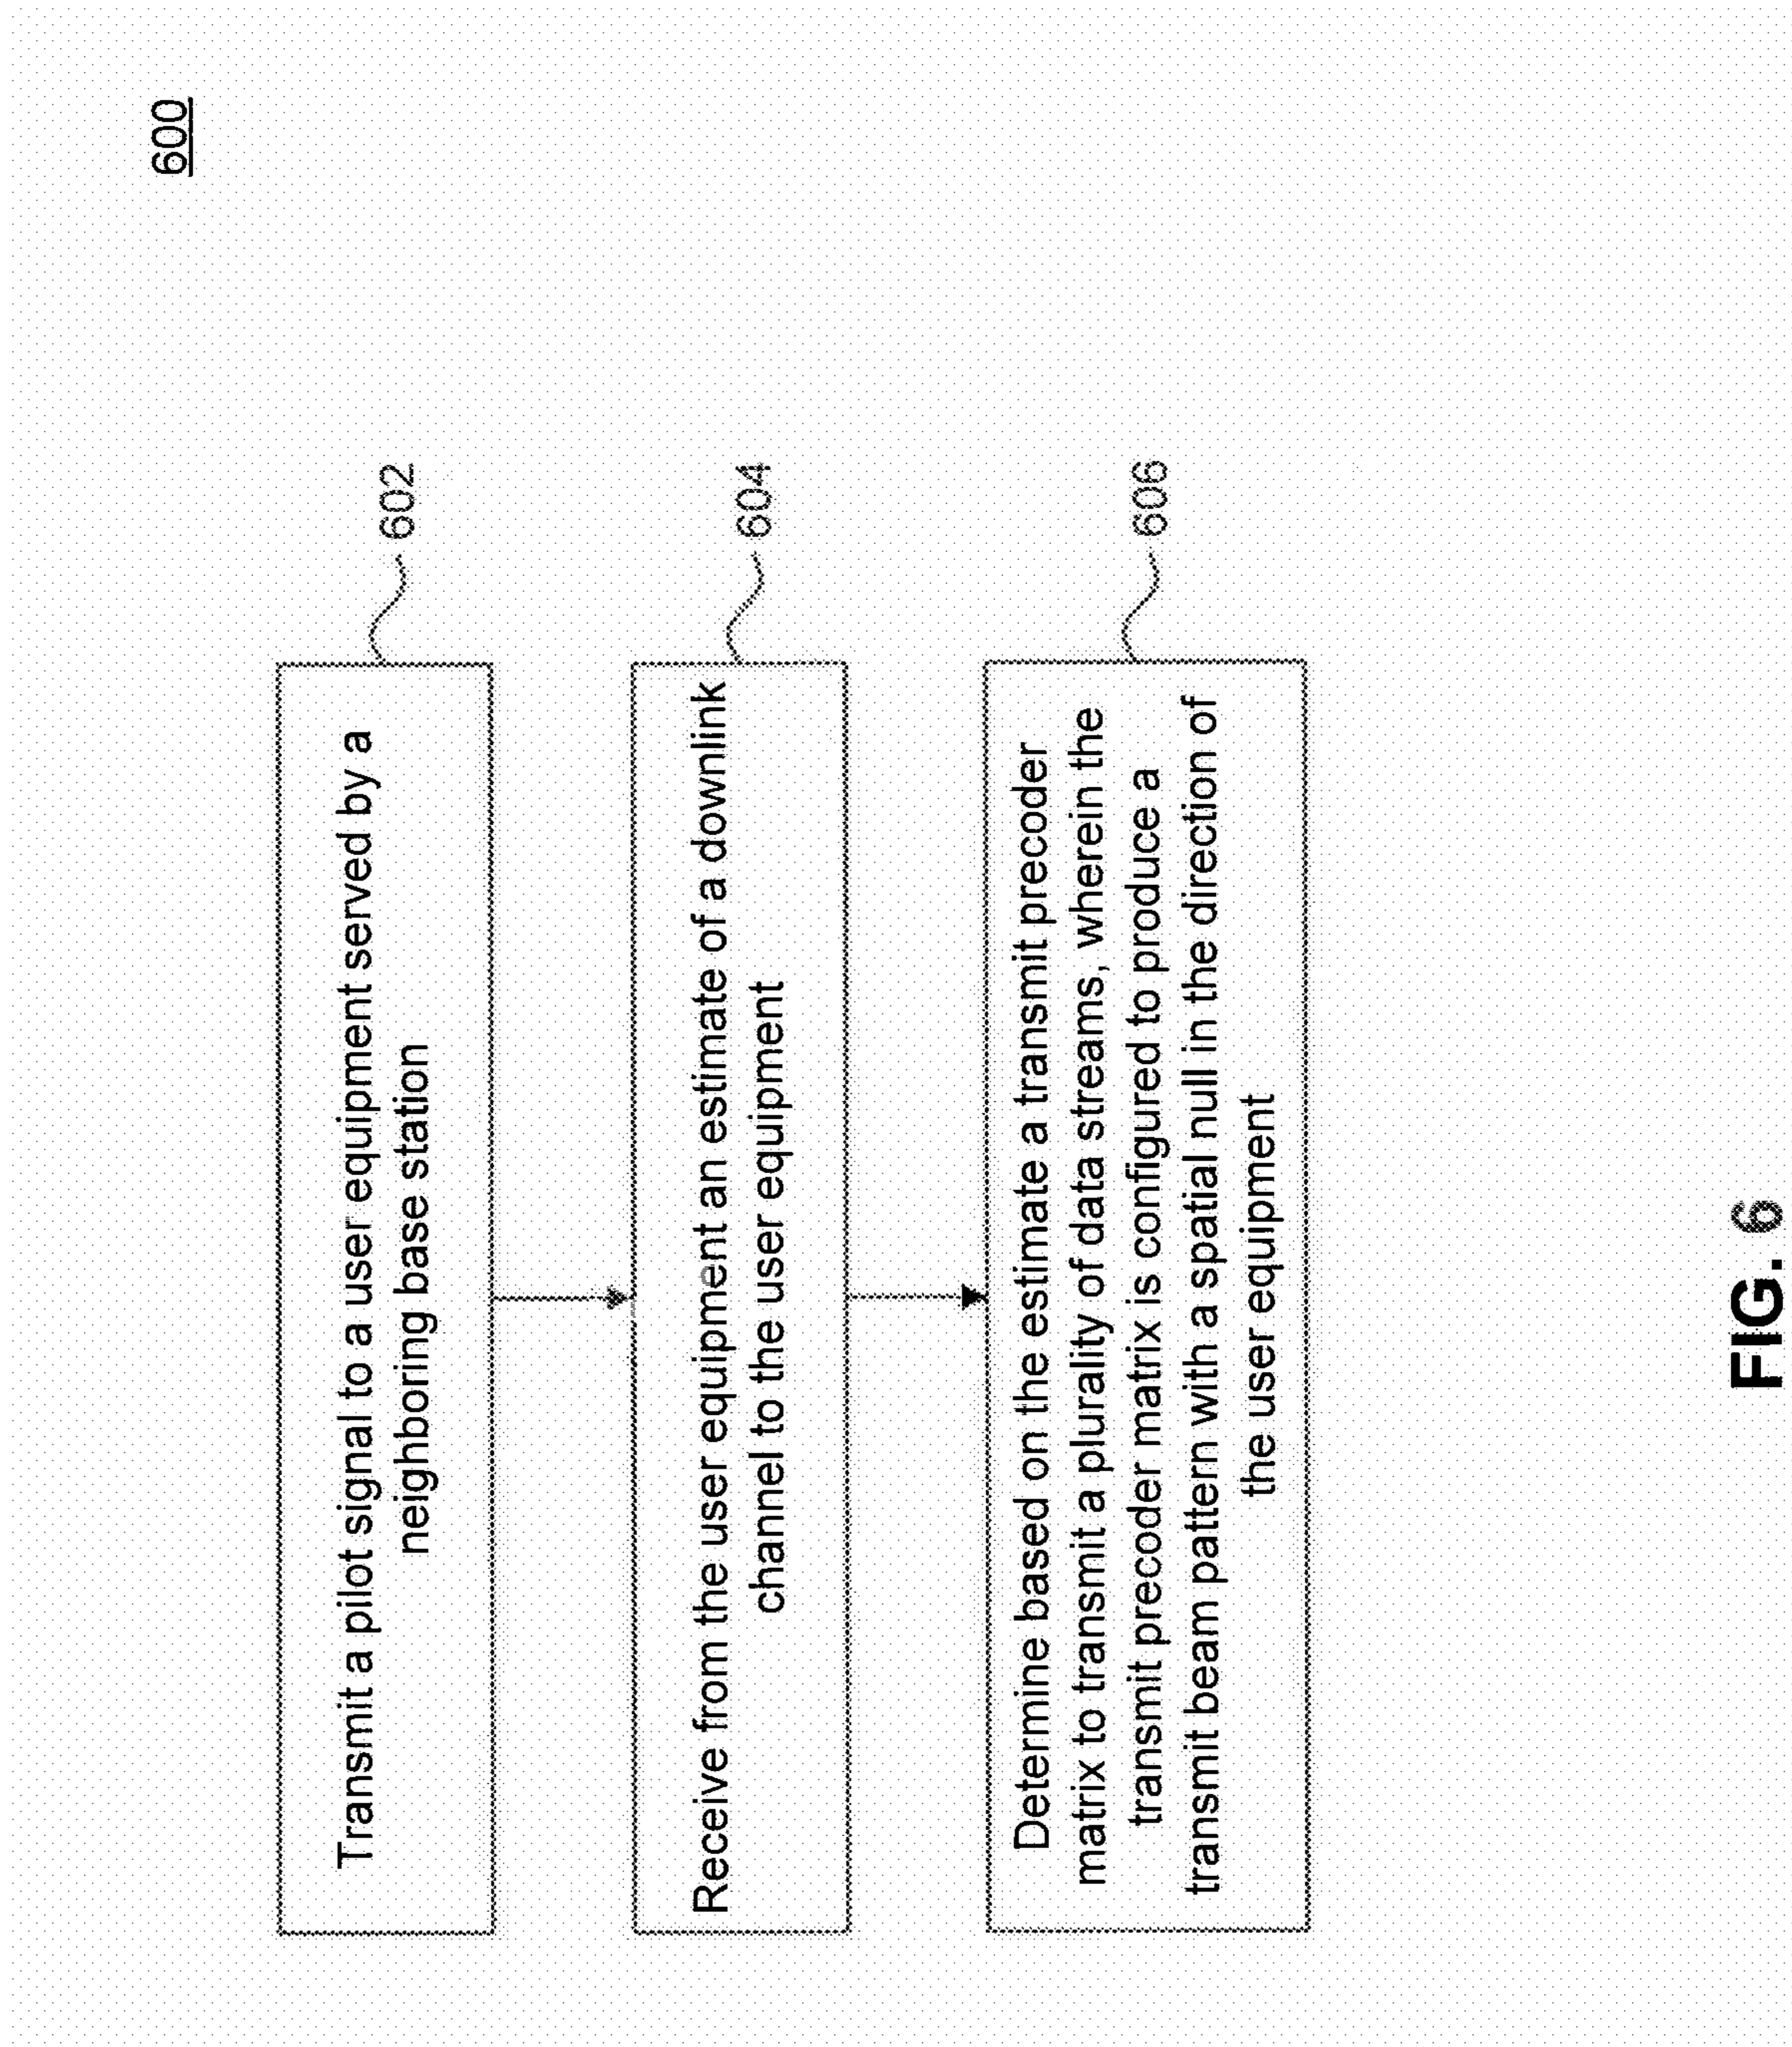 600
Transmit a pilot signal to a user equipment served by a
neighboring base station
602
Receive from the user equipment an estimate of a downlink
channel to the user equipment
604
Determine based on the estimate a transmit precoder
matrix to transmit a plurality of data streams, wherein the
transmit precoder matrix is configured to produce a
transmit beam pattern with a spatial null in the direction of
the user equipment
606
FIG. 6